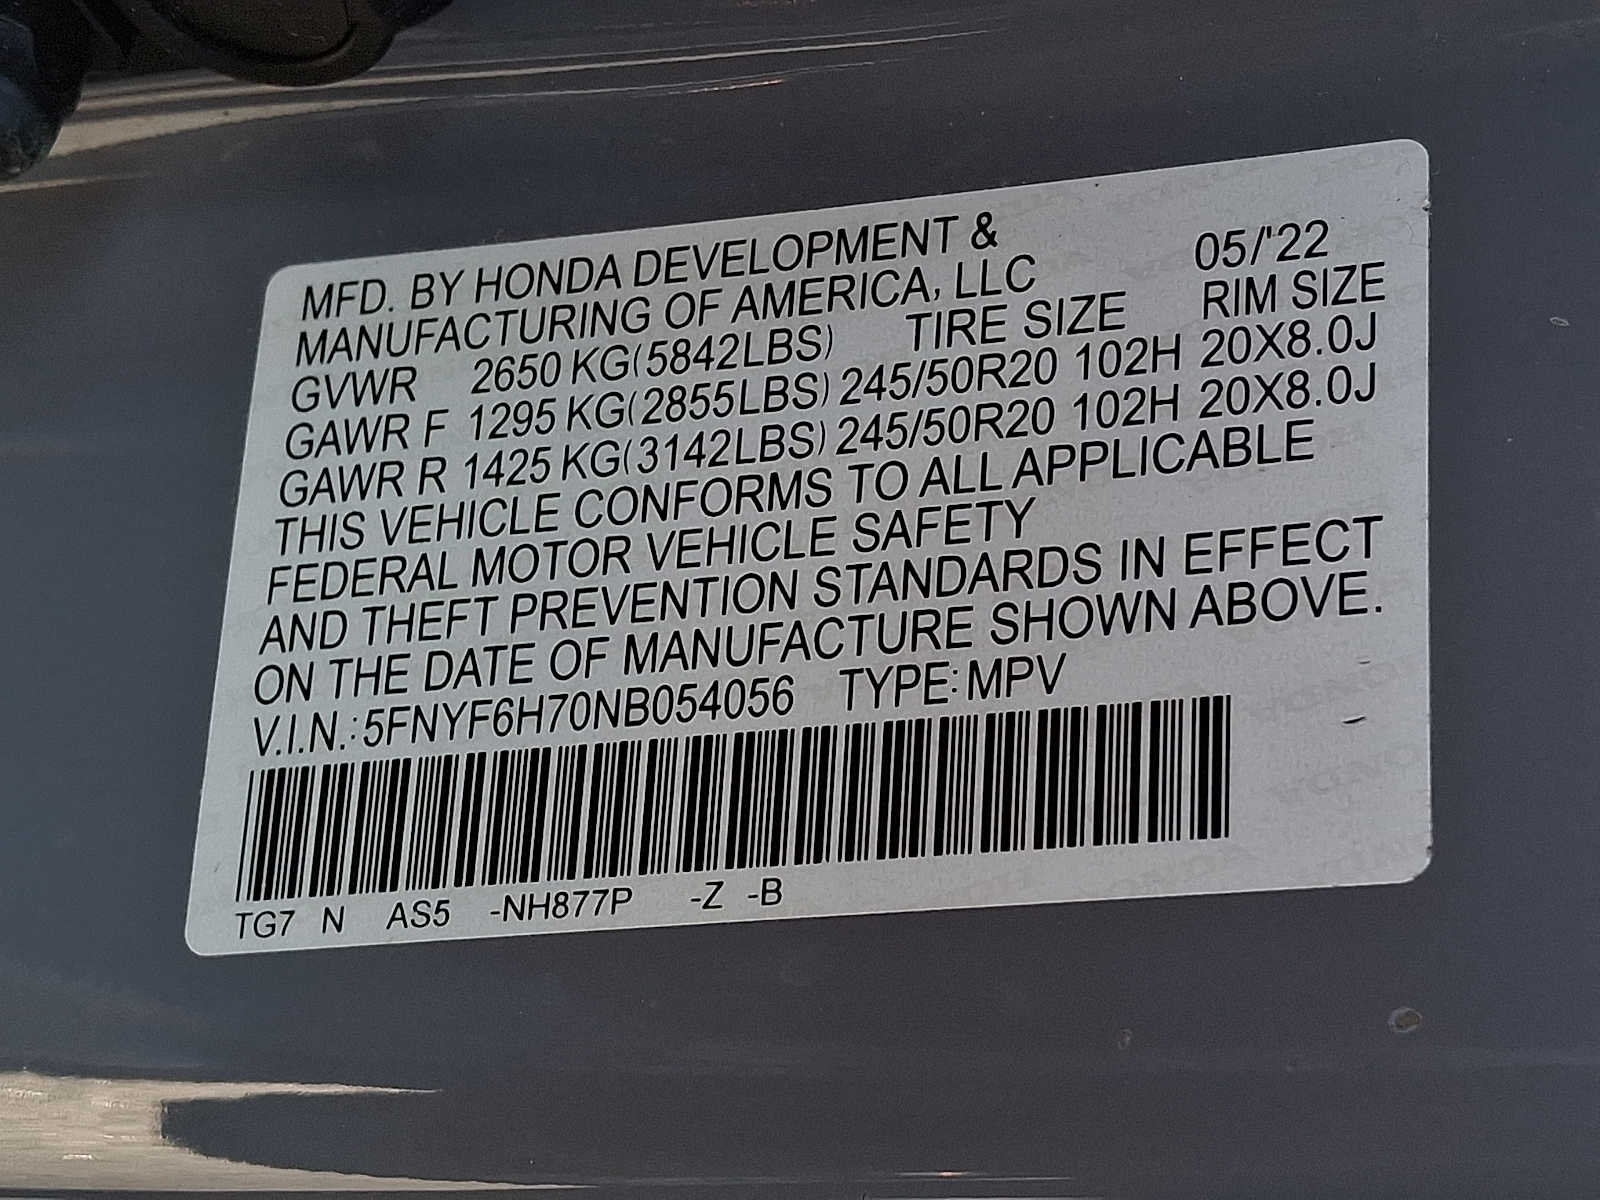 MFD. BY HONDA DEVELOPMENT & 05/'22
MANUFACTURING OF AMERICA, LLC
GVWR 2650 KG(5842LBS) TIRE SIZE RIM SIZE
GAWR F 1295 KG(2855LBS) 245/50R20 102H 20X8.0J
GAWR R 1425 KG(3142LBS) 245/50R20 102H 20X8.0J
THIS VEHICLE CONFORMS TO ALL APPLICABLE
FEDERAL MOTOR VEHICLE SAFETY
AND THEFT PREVENTION STANDARDS IN EFFECT
ON THE DATE OF MANUFACTURE SHOWN ABOVE.
V.I.N.: 5FNYF6H70NB054056 TYPE: MPV
TG7 N AS5 -NH877P -Z -B